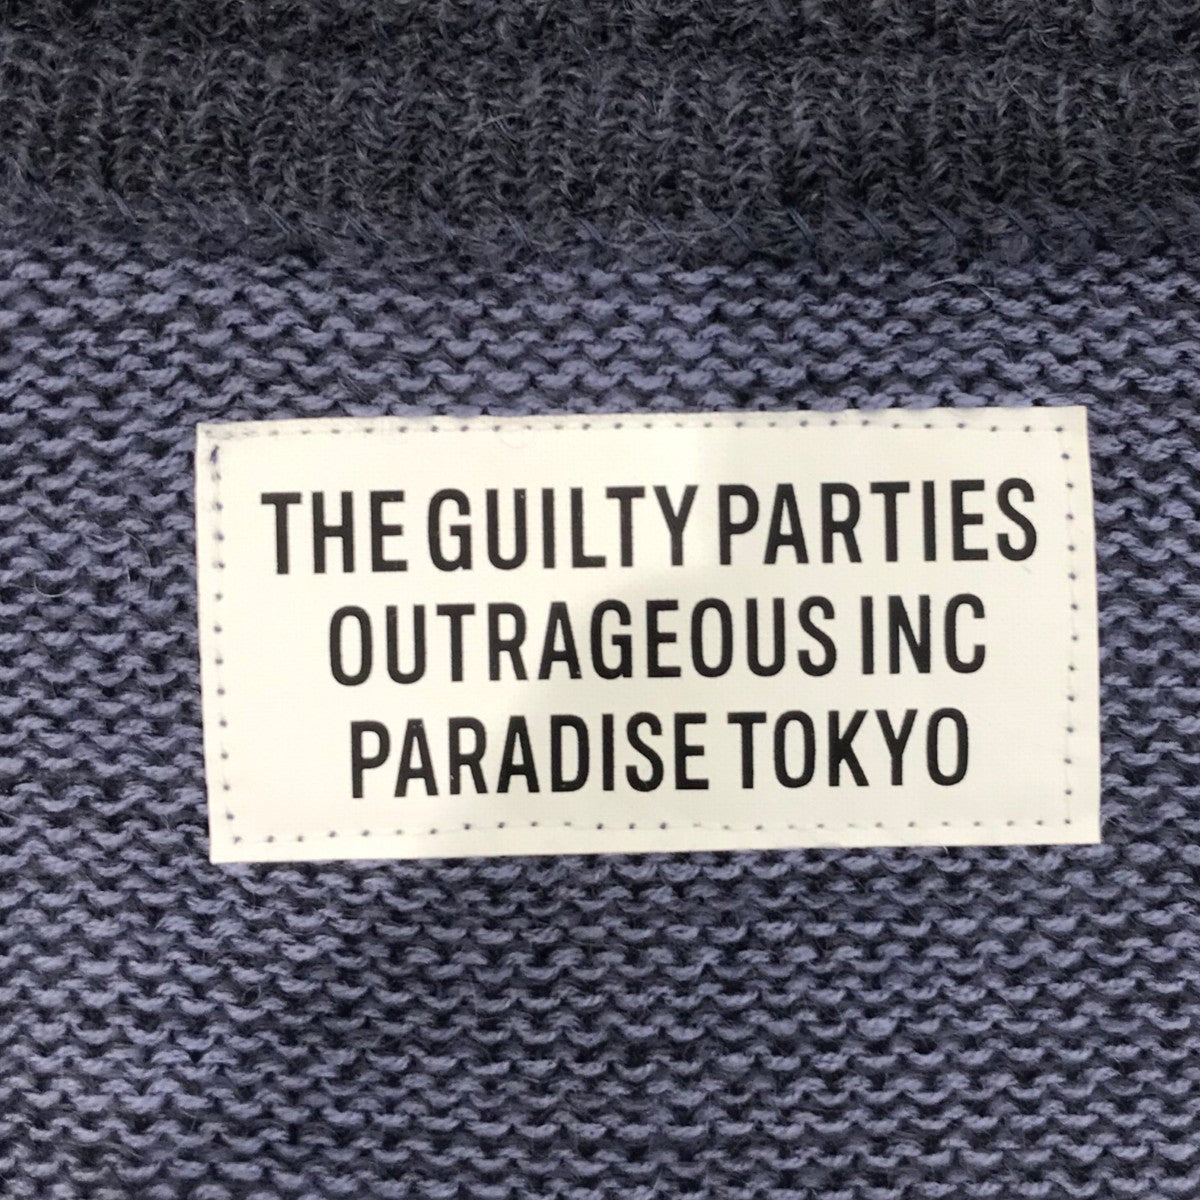 THE GUILTY PARTIES
OUTRAGEOUS INC
PARADISE TOKYO